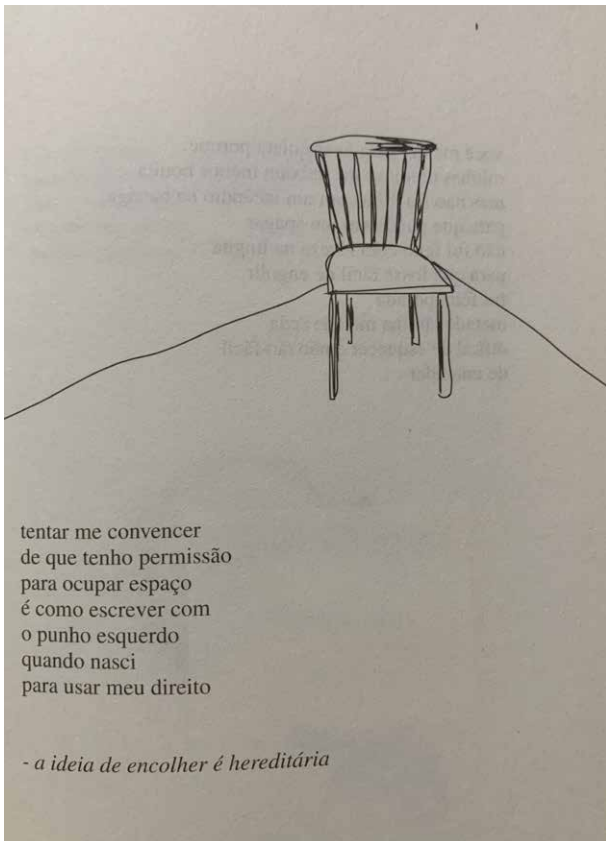 tentar me convencer
de que tenho permissão
para ocupar espaço
é como escrever com
o punho esquerdo
quando nasci
para usar meu direito
- a ideia de encolher é hereditária